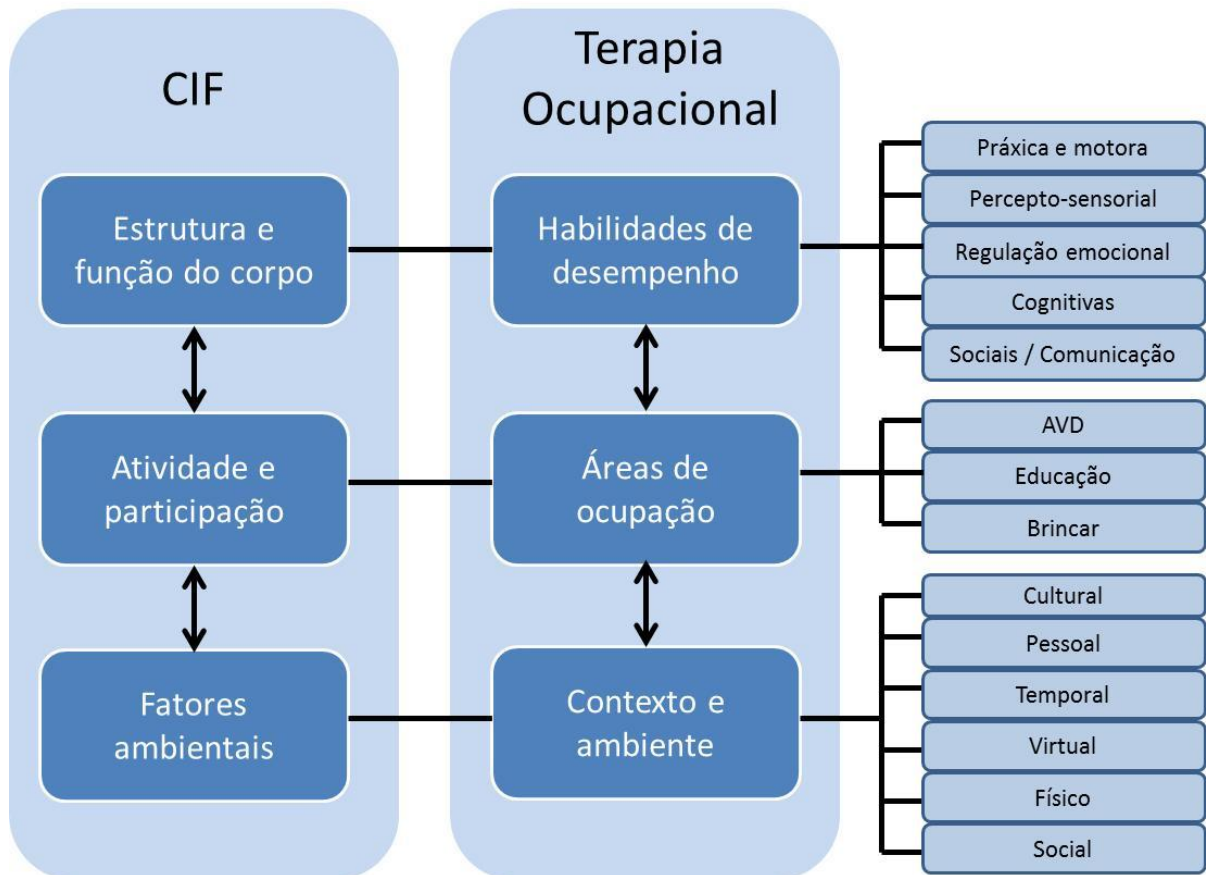 CIF
Estrutura e
função do corpo
Atividade e
participação
Fatores
ambientais
Terapia
Ocupacional
Habilidades de
desempenho
Áreas de
ocupação
Contexto e
ambiente
Práxica e motora
Percepto-sensorial
Regulação emocional
Cognitivas
Sociais / Comunicação
AVD
Educação
Brincar
Cultural
Pessoal
Temporal
Virtual
Físico
Social